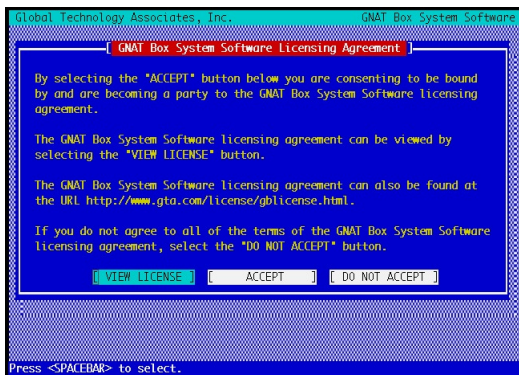 Global Technology Associates, Inc. GNAT Box System Software
[ GNAT Box System Software Licensing Agreement ]
By selecting the "ACCEPT" button below you are consenting to be bound
by and are becoming a party to the GNAT Box System Software licensing
agreement.
The GNAT Box System Software licensing agreement can be viewed by
selecting the "VIEW LICENSE" button.
The GNAT Box System Software licensing agreement can also be found at
the URL http://www.gta.com/license/gblicense.html.
If you do not agree to all of the terms of the GNAT Box System Software
licensing agreement, select the "DO NOT ACCEPT" button.
[ VIEW LICENSE ] [ ACCEPT ] [ DO NOT ACCEPT ]
Press <SPACEBAR> to select.